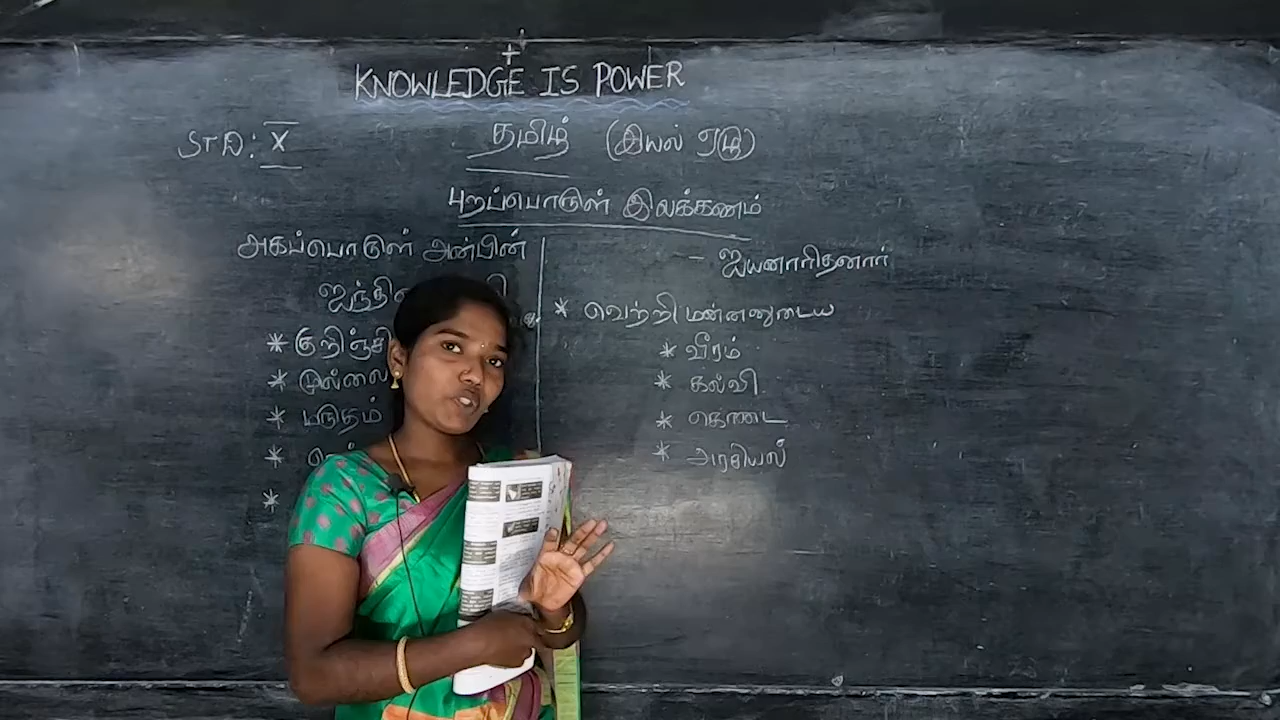 KNOWLEDGE IS POWER
STD: X
தமிழ் (இயல் ஏழு)
புறப்பொருள் இலக்கணம்
அகப்பொருள் அன்பின்
* குறிஞ்சி
* முல்லை
* மருதம்
- ஐயனாரிதனார்
* வெற்றி மன்னனுடைய
* வீரம்
* கல்வி
* கொடை
* அரசியல்